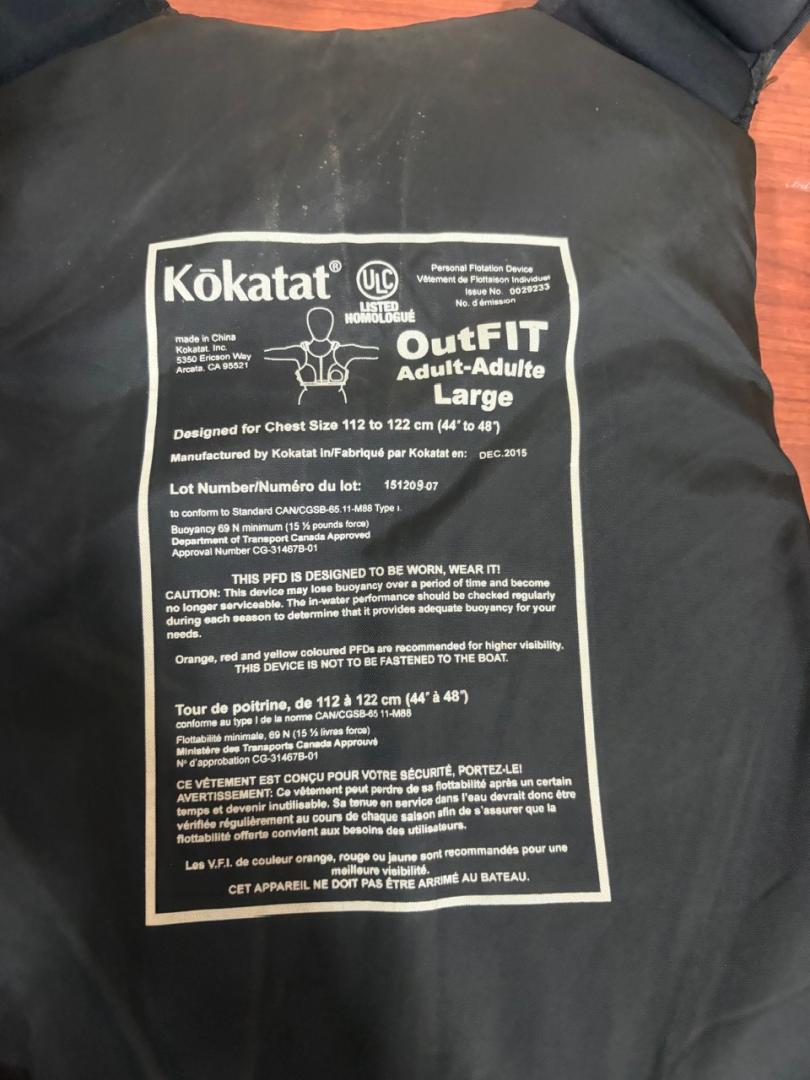 Kōkatat®
ULC
LISTED
HOMOLOGUÉ
Personal Flotation Device
Vêtement de Flottaison Individuel
Issue No. 0029233
No. d'émission
made in China
Kokatat, Inc.
5350 Ericson Way
Arcata, CA 95521
OutFIT
Adult-Adulte
Large
Designed for Chest Size 112 to 122 cm (44" to 48")
Manufactured by Kokatat in/Fabriqué par Kokatat en: DEC.2015
Lot Number/Numéro du lot: 151209-07
to conform to Standard CAN/CGSB-65.11-M88 Type I.
Buoyancy 69 N minimum (15 ½ pounds force)
Department of Transport Canada Approved
Approval Number CG-31467B-01
THIS PFD IS DESIGNED TO BE WORN, WEAR IT!
CAUTION: This device may lose buoyancy over a period of time and become
no longer serviceable. The in-water performance should be checked regularly
during each season to determine that it provides adequate buoyancy for your
needs.
Orange, red and yellow coloured PFDs are recommended for higher visibility.
THIS DEVICE IS NOT TO BE FASTENED TO THE BOAT.
Tour de poitrine, de 112 à 122 cm (44" à 48")
conforme au type I de la norme CAN/CGSB-65 11-M88
Flottabilité minimale, 69 N (15 ½ livres force)
Ministère des Transports Canada Approuvé
N° d'approbation CG-31467B-01
CE VÊTEMENT EST CONÇU POUR VOTRE SÉCURITÉ, PORTEZ-LE!
AVERTISSEMENT: Ce vêtement peut perdre de sa flottabilité après un certain
temps et devenir inutilisable. Sa tenue en service dans l'eau devrait donc être
vérifiée régulièrement au cours de chaque saison afin de s'assurer que la
flottabilité offerte convient aux besoins des utilisateurs.
Les V.F.I. de couleur orange, rouge ou jaune sont recommandés pour une
meilleure visibilité.
CET APPAREIL NE DOIT PAS ÊTRE ARRIMÉ AU BATEAU.